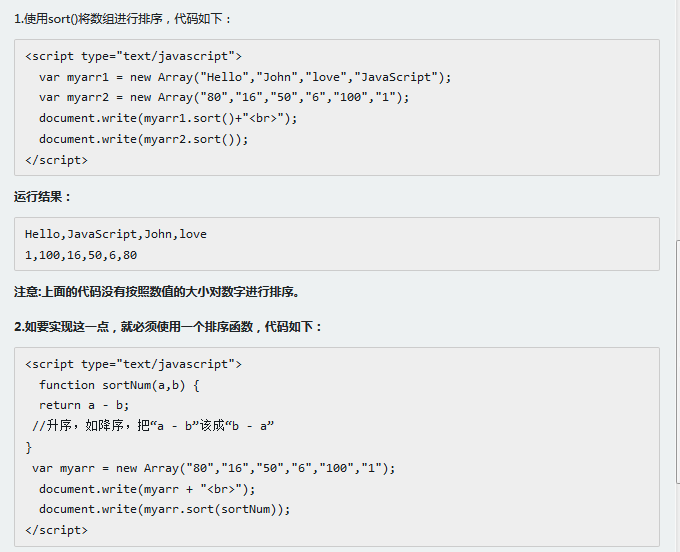 1.使用sort()将数组进行排序，代码如下：
<script type="text/javascript">
  var myarr1 = new Array("Hello","John","love","JavaScript");
  var myarr2 = new Array("80","16","50","6","100","1");
  document.write(myarr1.sort()+"<br>");
  document.write(myarr2.sort());
</script>
运行结果：
Hello,JavaScript,John,love
1,100,16,50,6,80
注意:上面的代码没有按照数值的大小对数字进行排序。
2.如要实现这一点，就必须使用一个排序函数，代码如下：
<script type="text/javascript">
  function sortNum(a,b) {
  return a - b;
 //升序，如降序，把“a - b”该成“b - a”
}
 var myarr = new Array("80","16","50","6","100","1");
  document.write(myarr + "<br>");
  document.write(myarr.sort(sortNum));
</script>